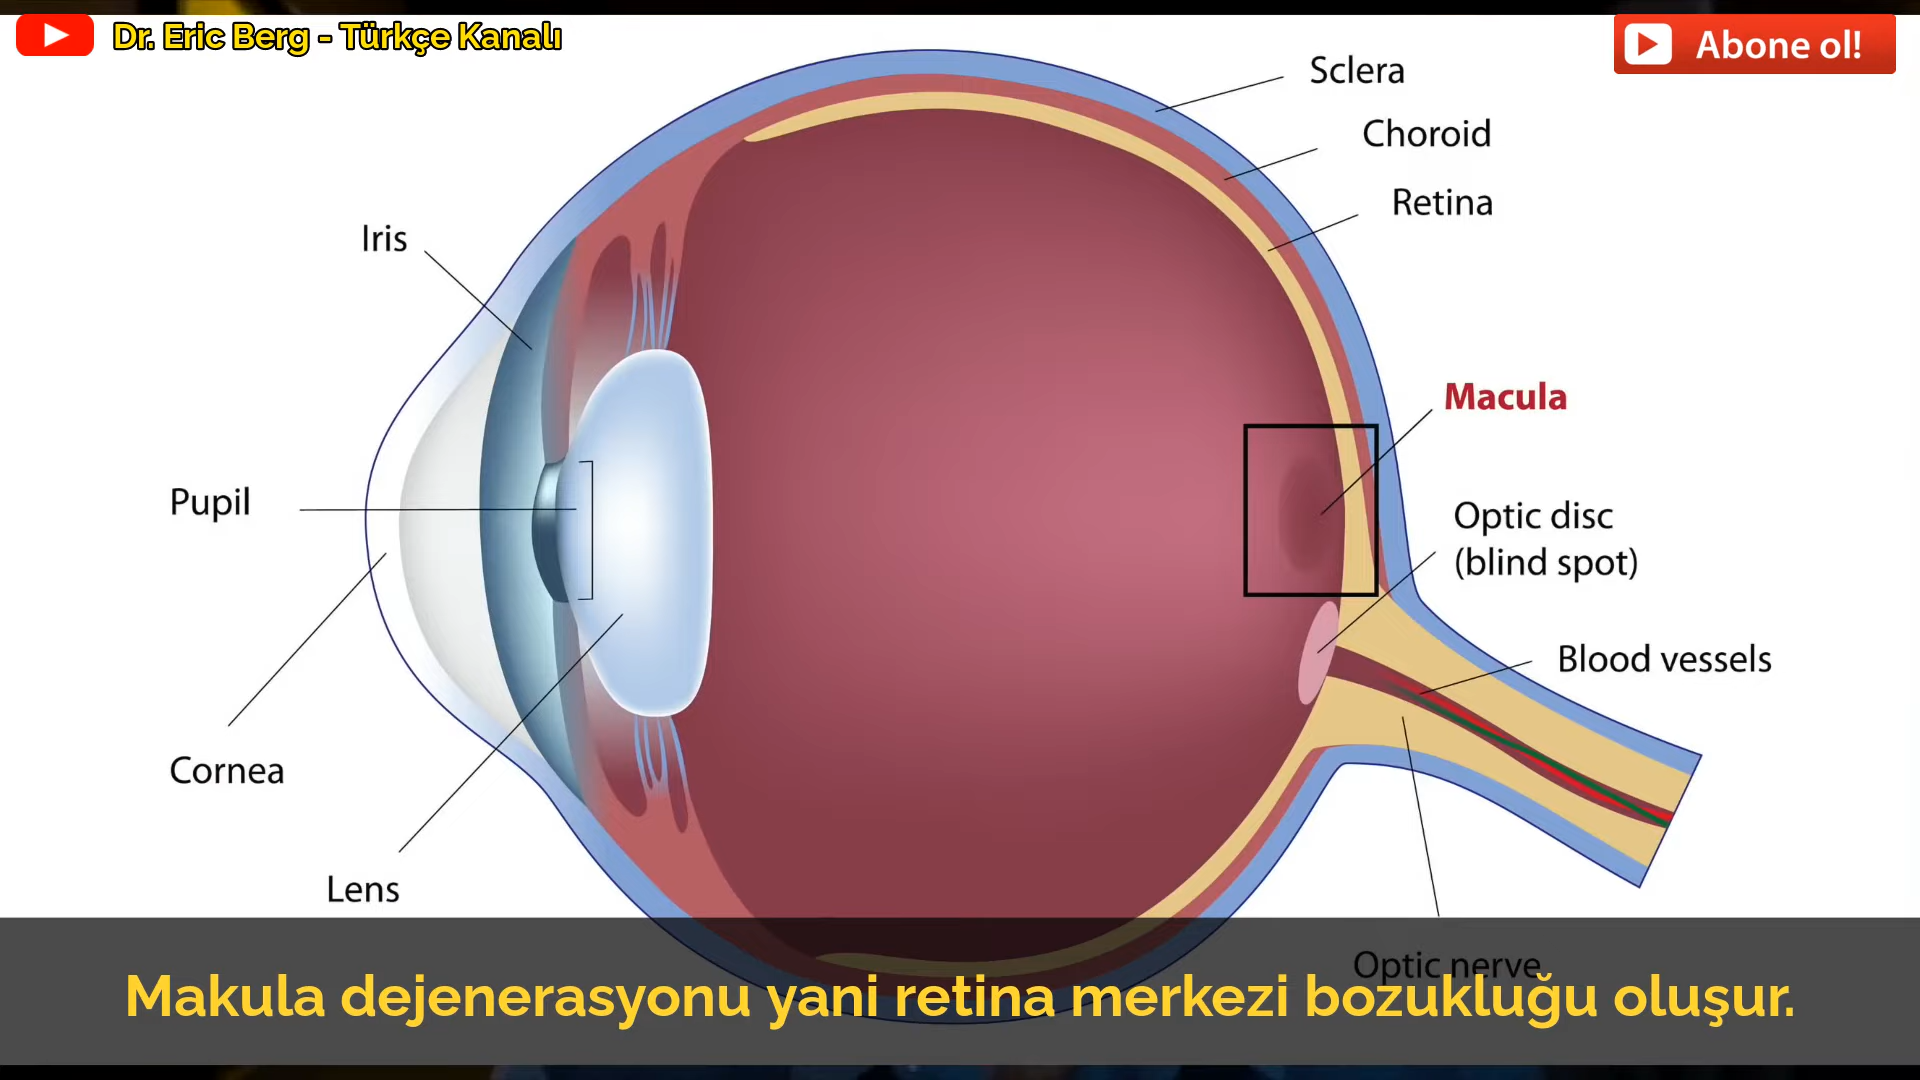 Dr. Eric Berg - Türkçe Kanalı
Abone ol!
Sclera
Choroid
Retina
Iris
Macula
Pupil
Optic disc
(blind spot)
Blood vessels
Cornea
Lens
Optic nerve
Makula dejenerasyonu yani retina merkezi bozukluğu oluşur.